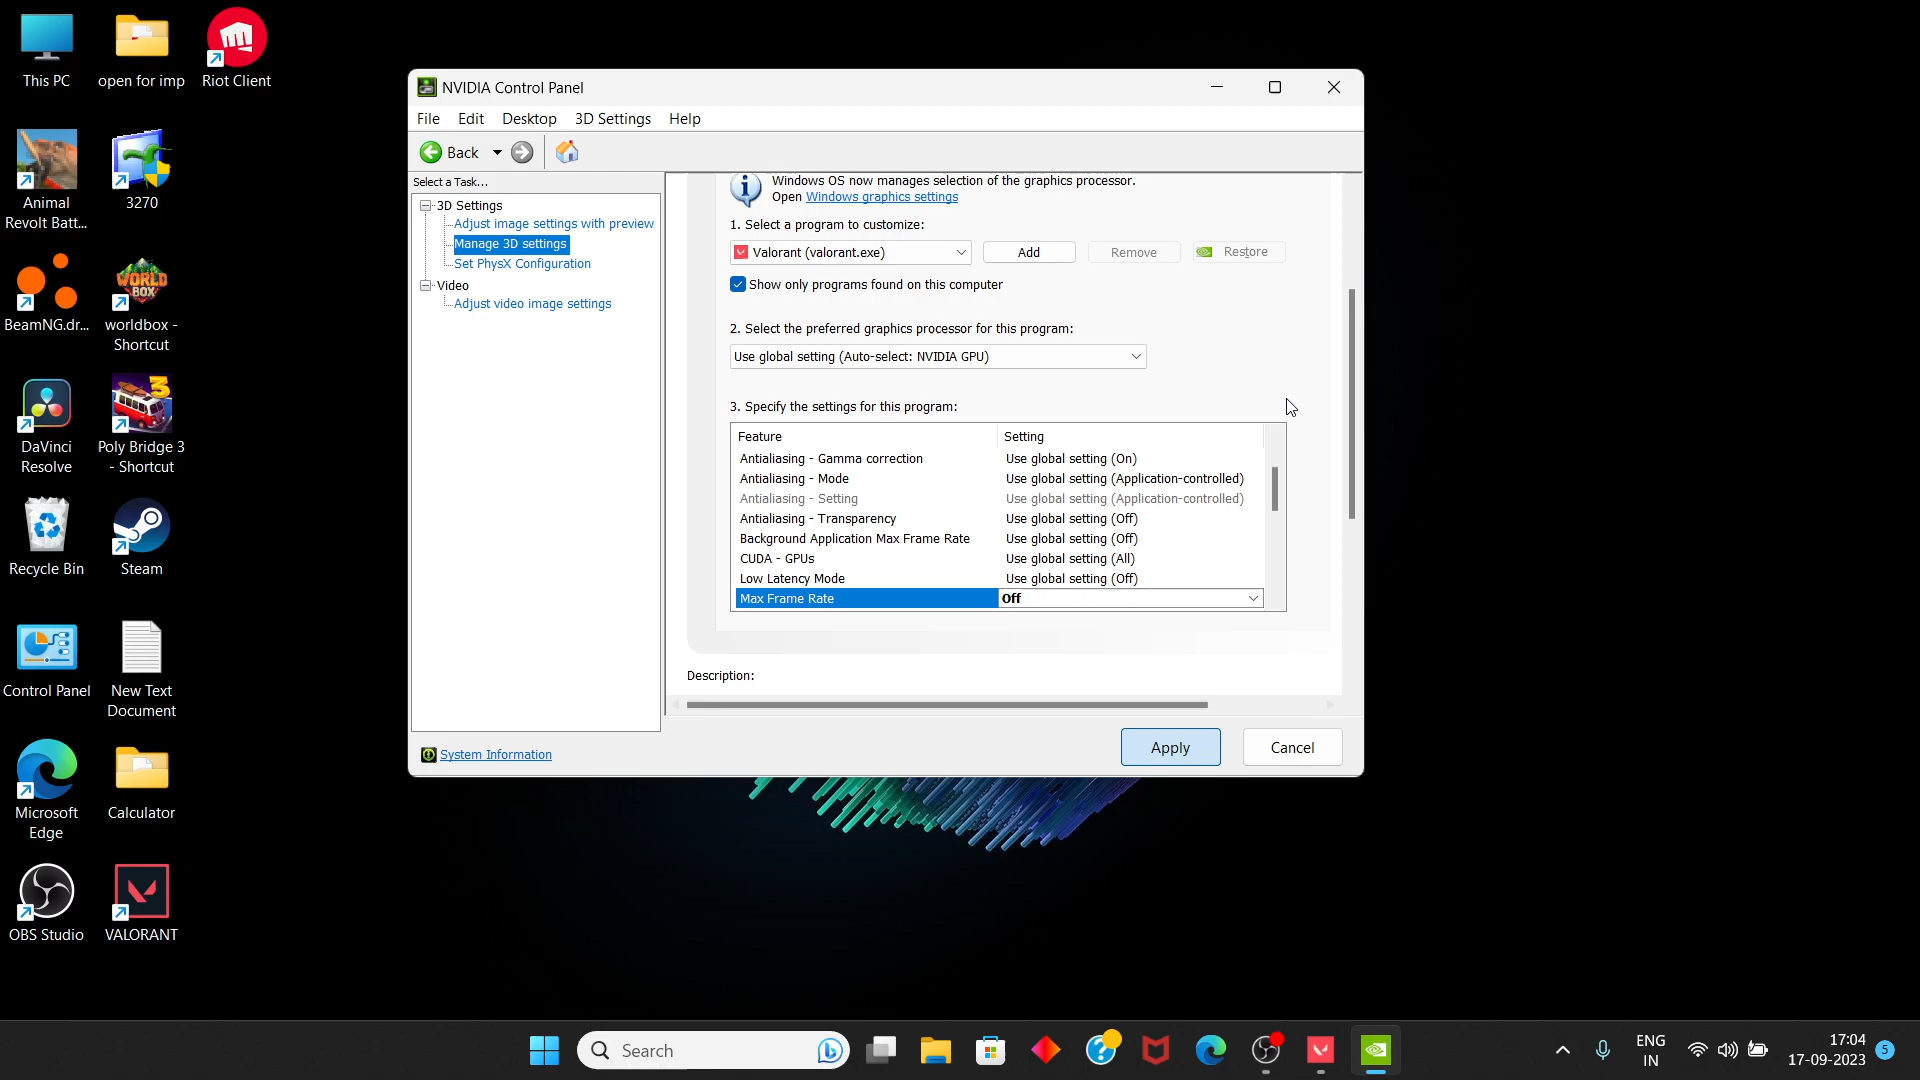 This PC
open for imp
Riot Client
Animal
Revolt Batt...
3270
BeamNG.dr...
worldbox -
Shortcut
DaVinci
Resolve
Poly Bridge 3
- Shortcut
Recycle Bin
Steam
Control Panel
New Text
Document
Microsoft
Edge
Calculator
OBS Studio
VALORANT
NVIDIA Control Panel
File Edit Desktop 3D Settings Help
Back
Select a Task...
3D Settings
Adjust image settings with preview
Manage 3D settings
Set PhysX Configuration
Video
Adjust video image settings
System Information
Windows OS now manages selection of the graphics processor.
Open Windows graphics settings
1. Select a program to customize:
Valorant (valorant.exe) Add Remove Restore
Show only programs found on this computer
2. Select the preferred graphics processor for this program:
Use global setting (Auto-select: NVIDIA GPU)
3. Specify the settings for this program:
Feature Setting
Antialiasing - Gamma correction Use global setting (On)
Antialiasing - Mode Use global setting (Application-controlled)
Antialiasing - Setting Use global setting (Application-controlled)
Antialiasing - Transparency Use global setting (Off)
Background Application Max Frame Rate Use global setting (Off)
CUDA - GPUs Use global setting (All)
Low Latency Mode Use global setting (Off)
Max Frame Rate Off
Description:
Apply Cancel
Search
ENG
IN
17:04
17-09-2023
5